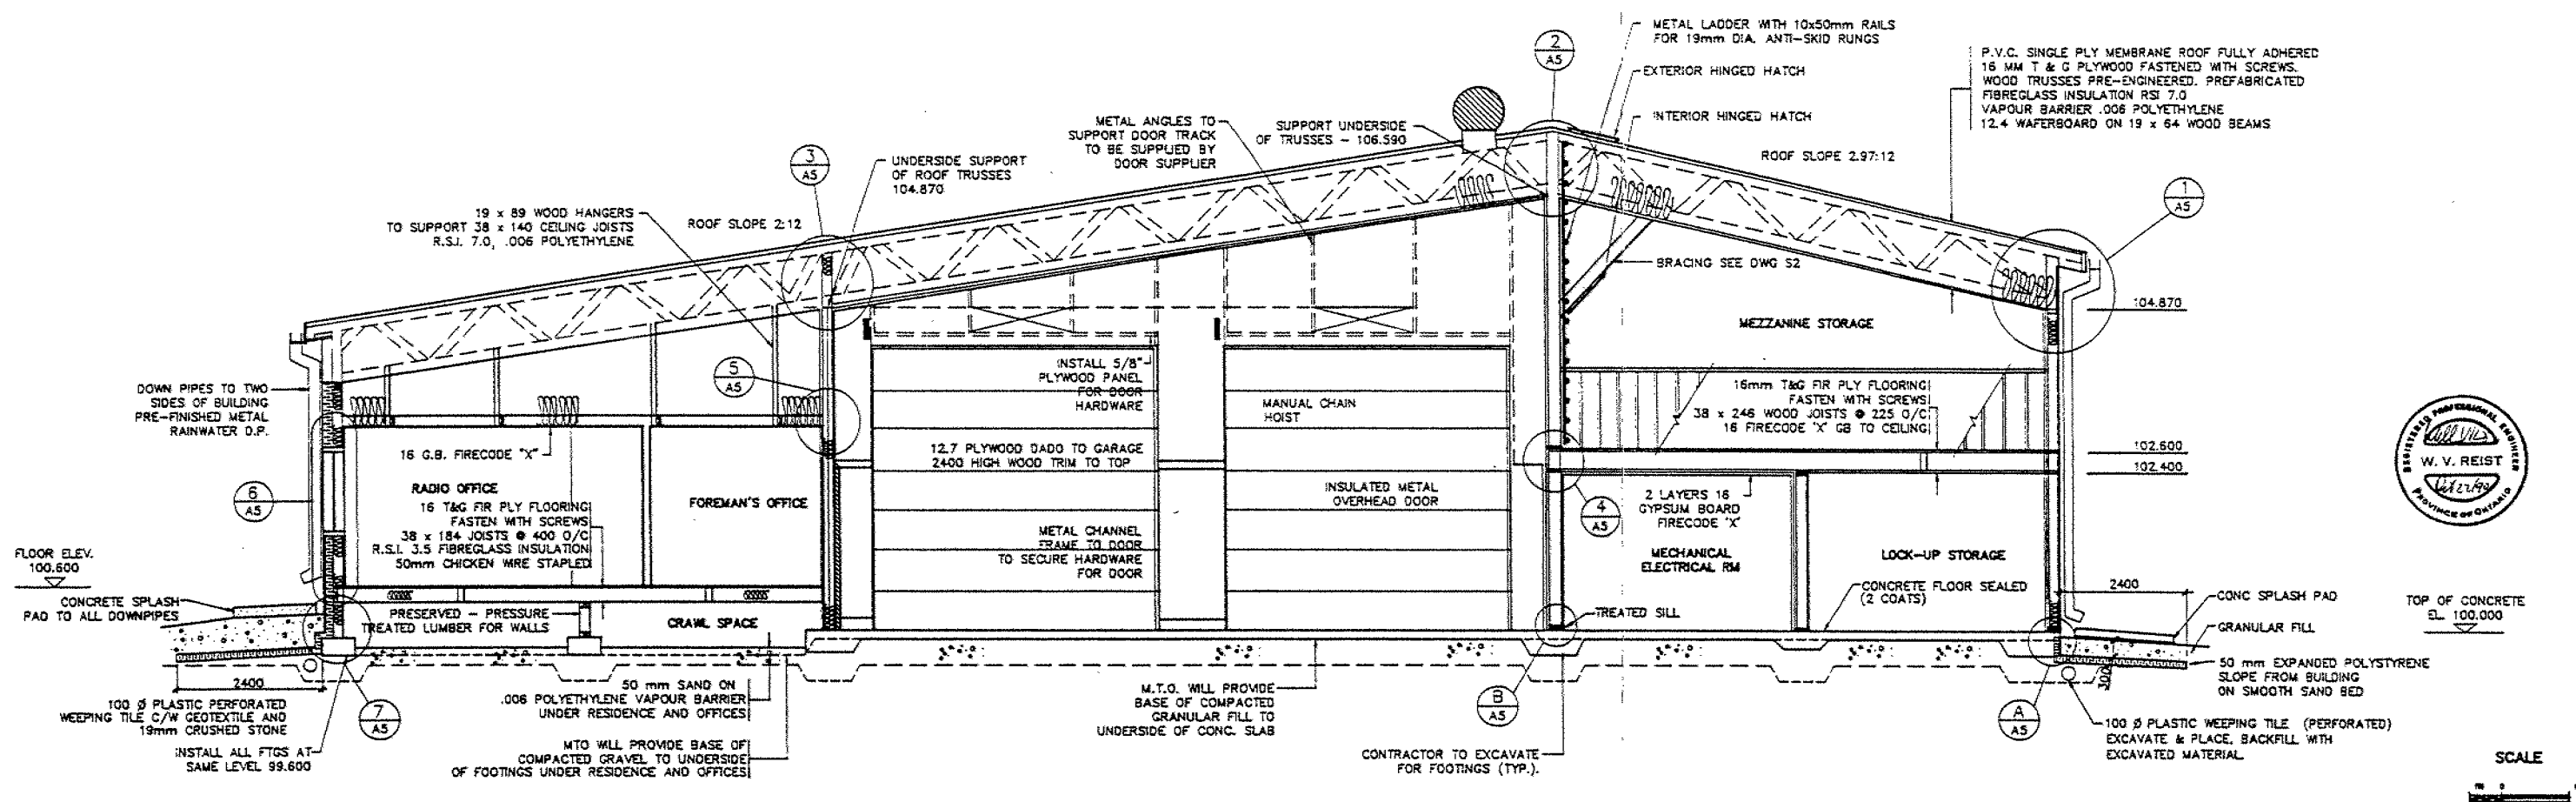 2
A5
METAL LADDER WITH 10x50mm RAILS
FOR 19mm DIA. ANTI-SKID RUNGS
EXTERIOR HINGED HATCH
INTERIOR HINGED HATCH
P.V.C. SINGLE PLY MEMBRANE ROOF FULLY ADHERED
16 MM T & G PLYWOOD FASTENED WITH SCREWS.
WOOD TRUSSES PRE-ENGINEERED. PREFABRICATED
FIBREGLASS INSULATION RSI 7.0
VAPOUR BARRIER .006 POLYETHYLENE
12.4 WAFERBOARD ON 19 x 64 WOOD BEAMS
METAL ANGLES TO
SUPPORT DOOR TRACK
TO BE SUPPLIED BY
DOOR SUPPLIER
SUPPORT UNDERSIDE
OF TRUSSES - 106.590
ROOF SLOPE 2.97:12
3
A5
UNDERSIDE SUPPORT
OF ROOF TRUSSES
104.870
1
A5
19 x 89 WOOD HANGERS
TO SUPPORT 38 x 140 CEILING JOISTS
R.S.I. 7.0, .006 POLYETHYLENE
ROOF SLOPE 2:12
BRACING SEE DWG S2
104.870
MEZZANINE STORAGE
DOWN PIPES TO TWO
SIDES OF BUILDING
PRE-FINISHED METAL
RAINWATER D.P.
5
A5
INSTALL 5/8"
PLYWOOD PANEL
FOR DOOR
HARDWARE
MANUAL CHAIN
HOIST
16mm T&G FIR PLY FLOORING
FASTEN WITH SCREWS
38 x 246 WOOD JOISTS @ 225 O/C
16 FIRECODE "X" GB TO CEILING
16 G.B. FIRECODE "X"
12.7 PLYWOOD DADO TO GARAGE
2400 HIGH WOOD TRIM TO TOP
102.600
102.400
REGISTERED PROFESSIONAL ENGINEER
W. V. REIST
PROVINCE OF ONTARIO
6
A5
RADIO OFFICE
16 T&G FIR PLY FLOORING
FASTEN WITH SCREWS
38 x 184 JOISTS @ 400 O/C
R.S.I. 3.5 FIBREGLASS INSULATION
50mm CHICKEN WIRE STAPLED
FOREMAN'S OFFICE
INSULATED METAL
OVERHEAD DOOR
METAL CHANNEL
FRAME TO DOOR
TO SECURE HARDWARE
FOR DOOR
4
A5
2 LAYERS 16
GYPSUM BOARD
FIRECODE "X"
MECHANICAL
ELECTRICAL RM
LOCK-UP STORAGE
FLOOR ELEV.
100.600
CONCRETE SPLASH
PAD TO ALL DOWNPIPES
PRESERVED - PRESSURE
TREATED LUMBER FOR WALLS
CRAWL SPACE
TREATED SILL
CONCRETE FLOOR SEALED
(2 COATS)
2400
CONC SPLASH PAD
GRANULAR FILL
TOP OF CONCRETE
EL. 100.000
50 mm EXPANDED POLYSTYRENE
SLOPE FROM BUILDING
ON SMOOTH SAND BED
300
2400
100 Ø PLASTIC PERFORATED
WEEPING TILE C/W GEOTEXTILE AND
19mm CRUSHED STONE
INSTALL ALL FTGS AT
SAME LEVEL 99.600
7
A5
50 mm SAND ON
.006 POLYETHYLENE VAPOUR BARRIER
UNDER RESIDENCE AND OFFICES
MTO WILL PROVIDE BASE OF
COMPACTED GRAVEL TO UNDERSIDE
OF FOOTINGS UNDER RESIDENCE AND OFFICES
M.T.O. WILL PROVIDE
BASE OF COMPACTED
GRANULAR FILL TO
UNDERSIDE OF CONC. SLAB
B
A5
CONTRACTOR TO EXCAVATE
FOR FOOTINGS (TYP.).
A
A5
100 Ø PLASTIC WEEPING TILE (PERFORATED)
EXCAVATE & PLACE, BACKFILL WITH
EXCAVATED MATERIAL
SCALE